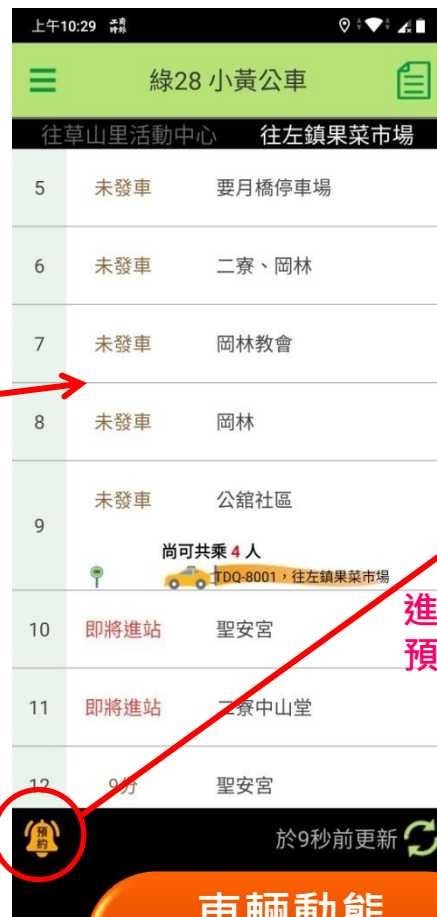 上午10:29
綠28 小黃公車
往草山里活動中心 往左鎮果菜市場
5 未發車 要月橋停車場
6 未發車 二寮、岡林
7 未發車 岡林教會
8 未發車 岡林
9 未發車 公舘社區
尚可共乘 4 人
TDQ-8001，往左鎮果菜市場
進
預
10 即將進站 聖安宮
11 即將進站 二寮中山堂
12 9分 聖安宮
預約
於9秒前更新
車輛動態